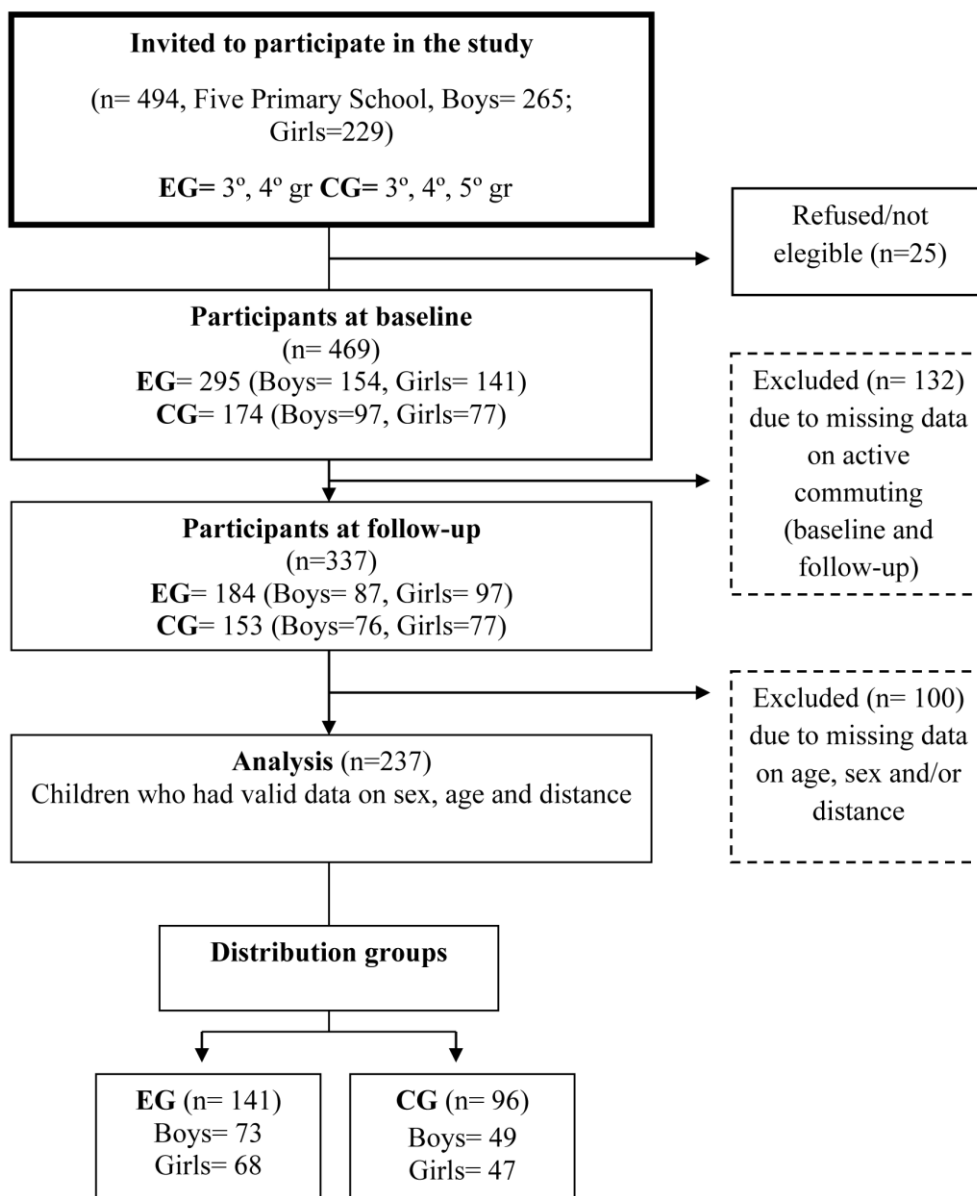 Invited to participate in the study
(n= 494, Five Primary School, Boys= 265;
Girls=229)
EG= 3º, 4º gr CG= 3º, 4º, 5º gr
Refused/not
elegible (n=25)
Participants at baseline
(n= 469)
EG= 295 (Boys= 154, Girls= 141)
CG= 174 (Boys=97, Girls=77)
Excluded (n= 132)
due to missing data
on active
commuting
(baseline and
follow-up)
Participants at follow-up
(n=337)
EG= 184 (Boys= 87, Girls= 97)
CG= 153 (Boys=76, Girls=77)
Excluded (n= 100)
due to missing data
on age, sex and/or
distance
Analysis (n=237)
Children who had valid data on sex, age and distance
Distribution groups
EG (n= 141)
Boys= 73
Girls= 68
CG (n= 96)
Boys= 49
Girls= 47